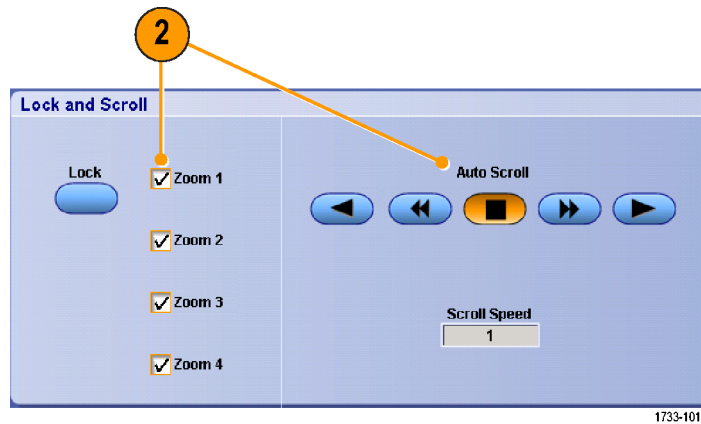 2
Lock and Scroll
Lock
Zoom 1
Zoom 2
Zoom 3
Zoom 4
Auto Scroll
Scroll Speed
1
1733-101